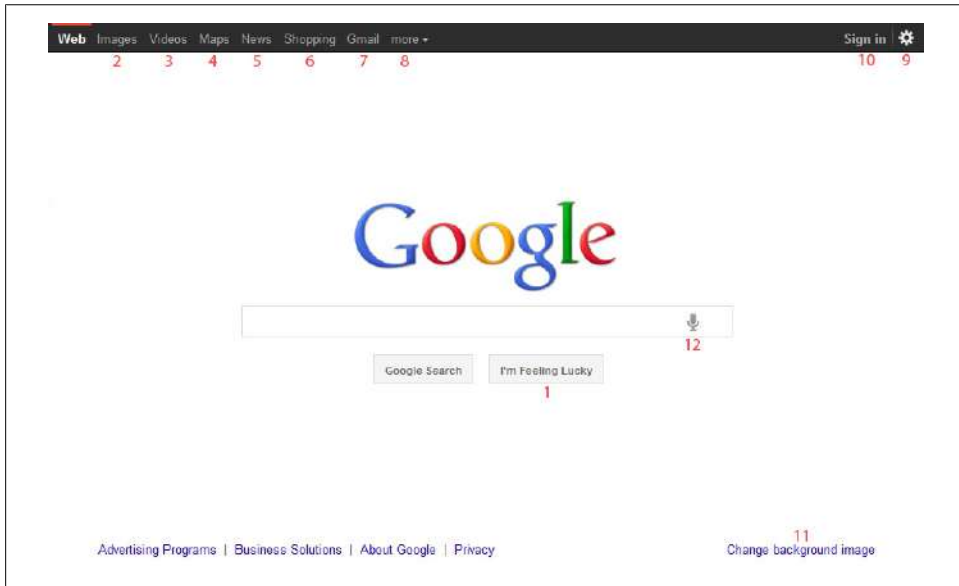 Web Images Videos Maps News Shopping Gmail more Sign in
2 3 4 5 6 7 8 10 9
Google
12
Google Search I'm Feeling Lucky
1
11
Advertising Programs | Business Solutions | About Google | Privacy Change background image